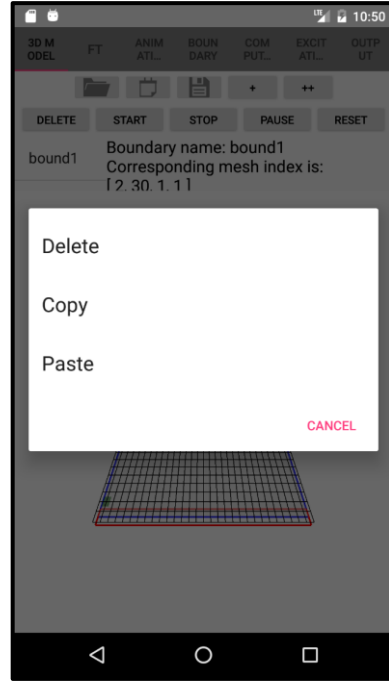 LTE 10:50
3D M FT ANIM BOUN COM EXCIT OUTP
ODEL ATI... DARY PUT... ATI... UT
+ ++
DELETE START STOP PAUSE RESET
bound1 Boundary name: bound1
Corresponding mesh index is:
[ 2, 30, 1, 1 ]
Delete
Copy
Paste
CANCEL